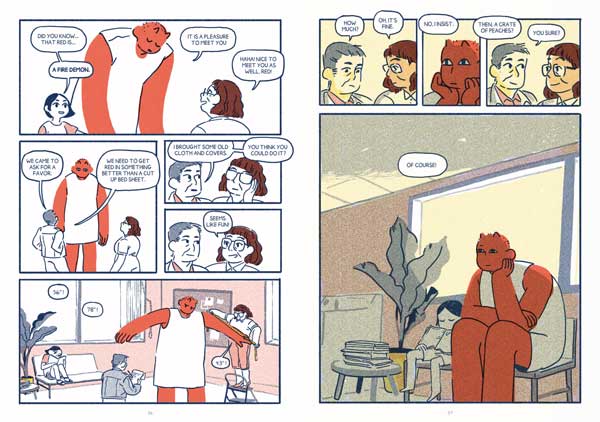 DID YOU KNOW...
THAT RED IS...
A FIRE DEMON.
IT IS A PLEASURE
TO MEET YOU
HAHA! NICE TO
MEET YOU AS
WELL, RED!
WE CAME TO
ASK FOR A
FAVOR.
WE NEED TO GET
RED IN SOMETHING
BETTER THAN A CUT
UP BED SHEET.
I BROUGHT SOME OLD
CLOTH AND COVERS.
YOU THINK YOU
COULD DO IT?
SEEMS
LIKE FUN!
56"!
78"!
43"!
HOW
MUCH?
OH, IT'S
FINE.
NO, I INSIST.
THEN, A CRATE
OF PEACHES?
YOU SURE?
OF COURSE!